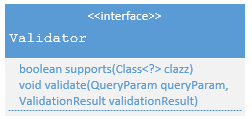 <<interface>>
Validator
boolean supports(Class<?> clazz)
void validate(QueryParam queryParam,
ValidationResult validationResult)